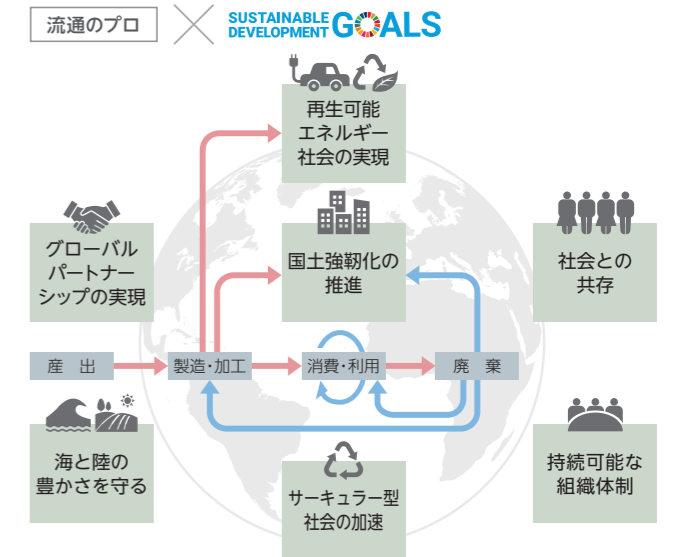 流通のプロ
SUSTAINABLE
DEVELOPMENT
GOALS
再生可能
エネルギー
社会の実現
グローバル
パートナー
シップの実現
国土強靭化の
推進
社会との
共存
産 出
製造・加工
消費・利用
廃 棄
海と陸の
豊かさを守る
サーキュラー型
社会の加速
持続可能な
組織体制